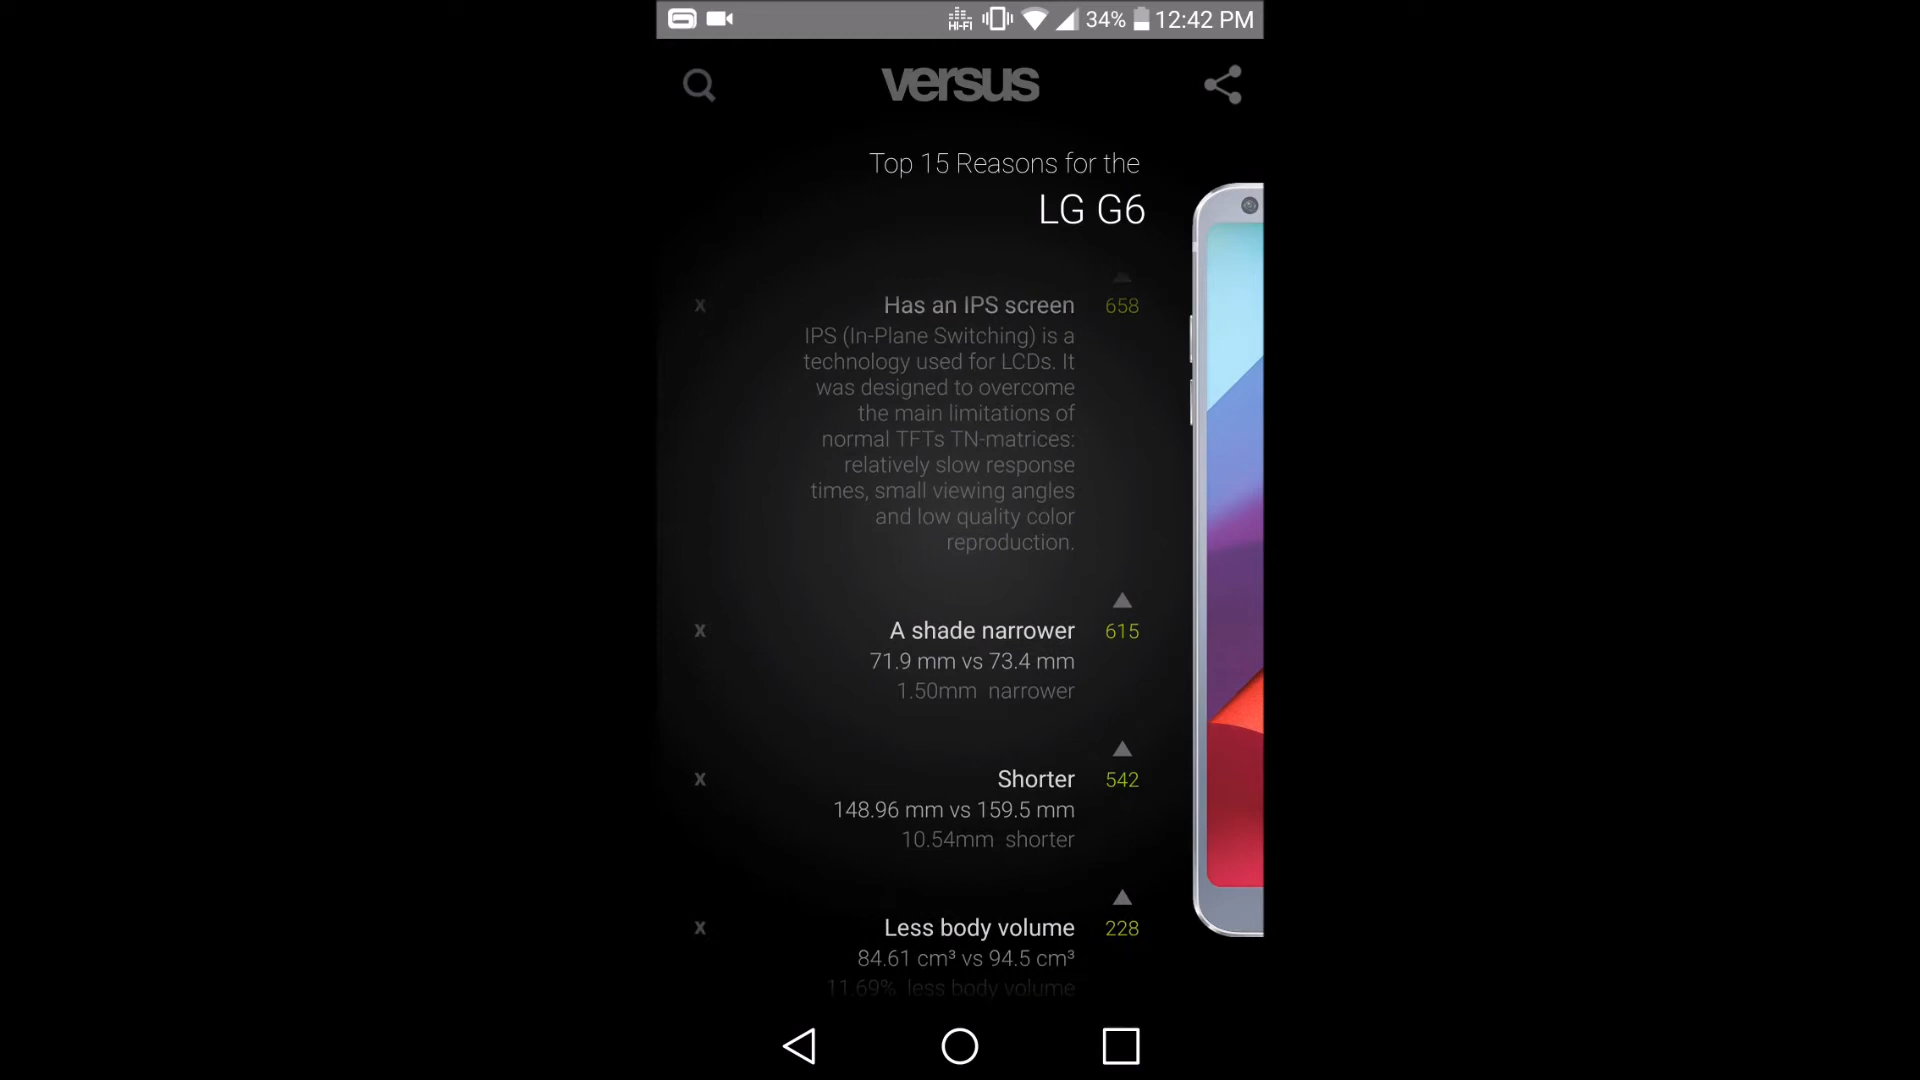 HI-FI 34% 12:42 PM
versus
Top 15 Reasons for the
LG G6
x Has an IPS screen 658
IPS (In-Plane Switching) is a
technology used for LCDs. It
was designed to overcome
the main limitations of
normal TFTs TN-matrices:
relatively slow response
times, small viewing angles
and low quality color
reproduction.
x A shade narrower 615
71.9 mm vs 73.4 mm
1.50mm narrower
x Shorter 542
148.96 mm vs 159.5 mm
10.54mm shorter
x Less body volume 228
84.61 cm³ vs 94.5 cm³
11.69% less body volume